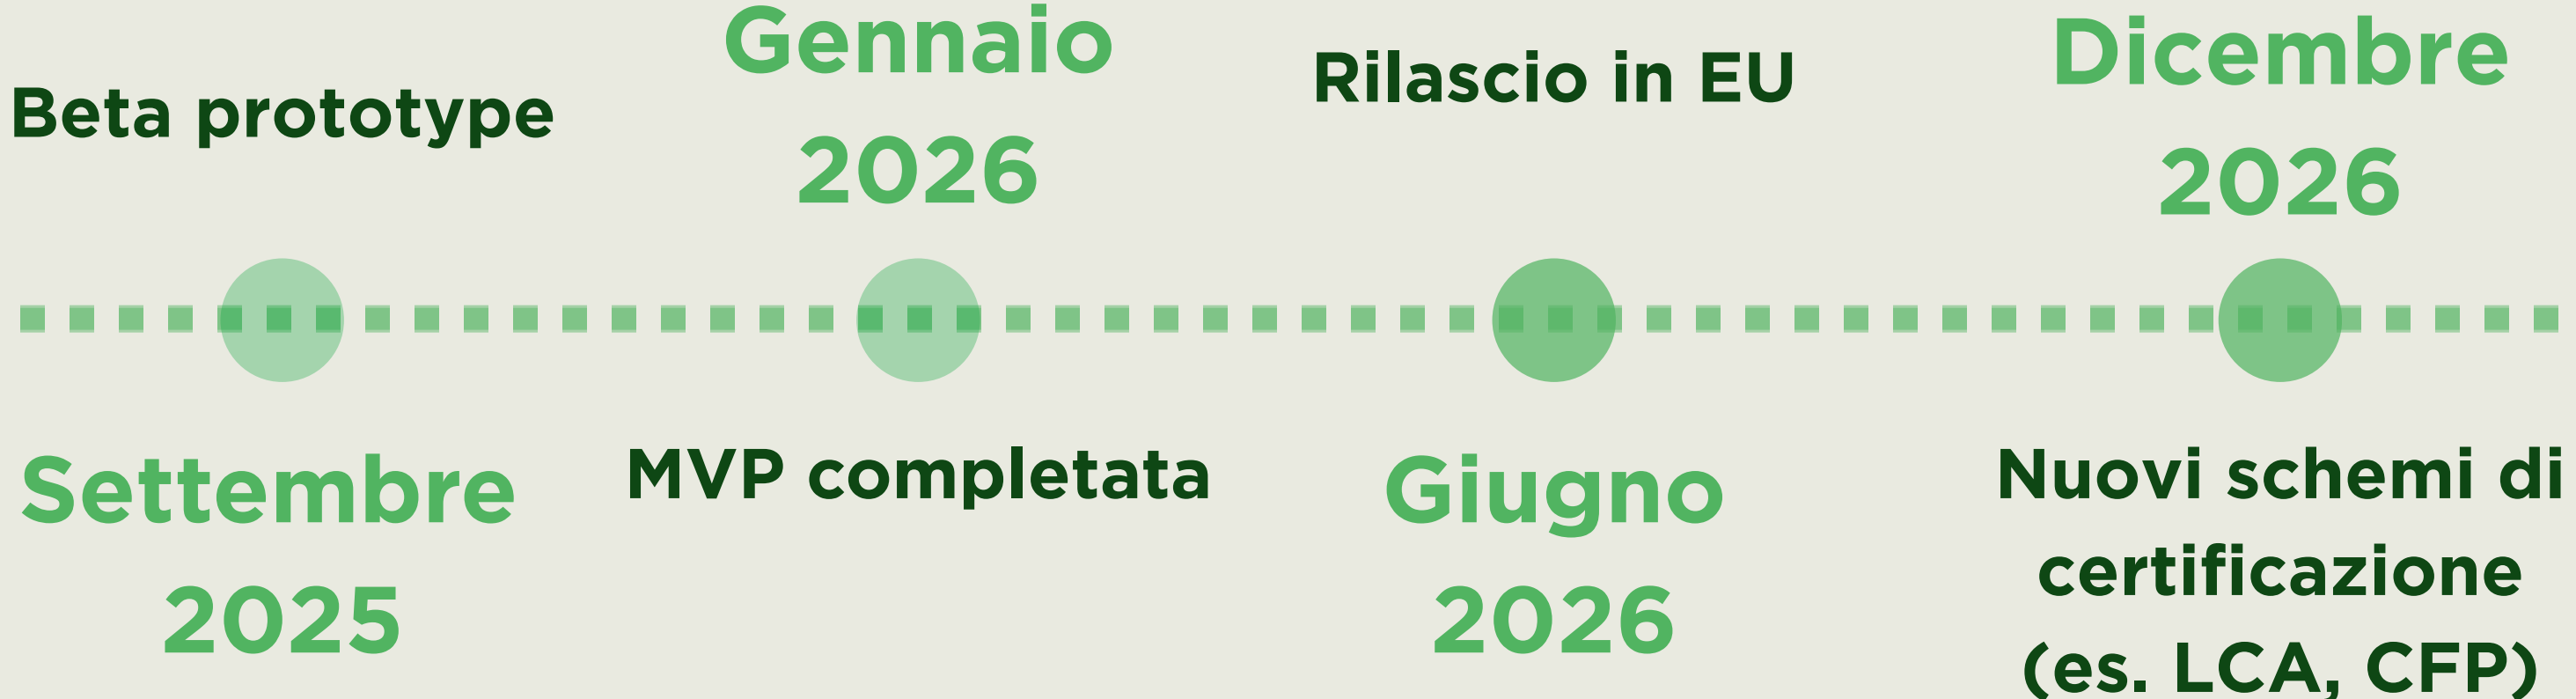 Beta prototype
Settembre
2025
Gennaio
2026
MVP completata
Rilascio in EU
Giugno
2026
Dicembre
2026
Nuovi schemi di
certificazione
(es. LCA, CFP)